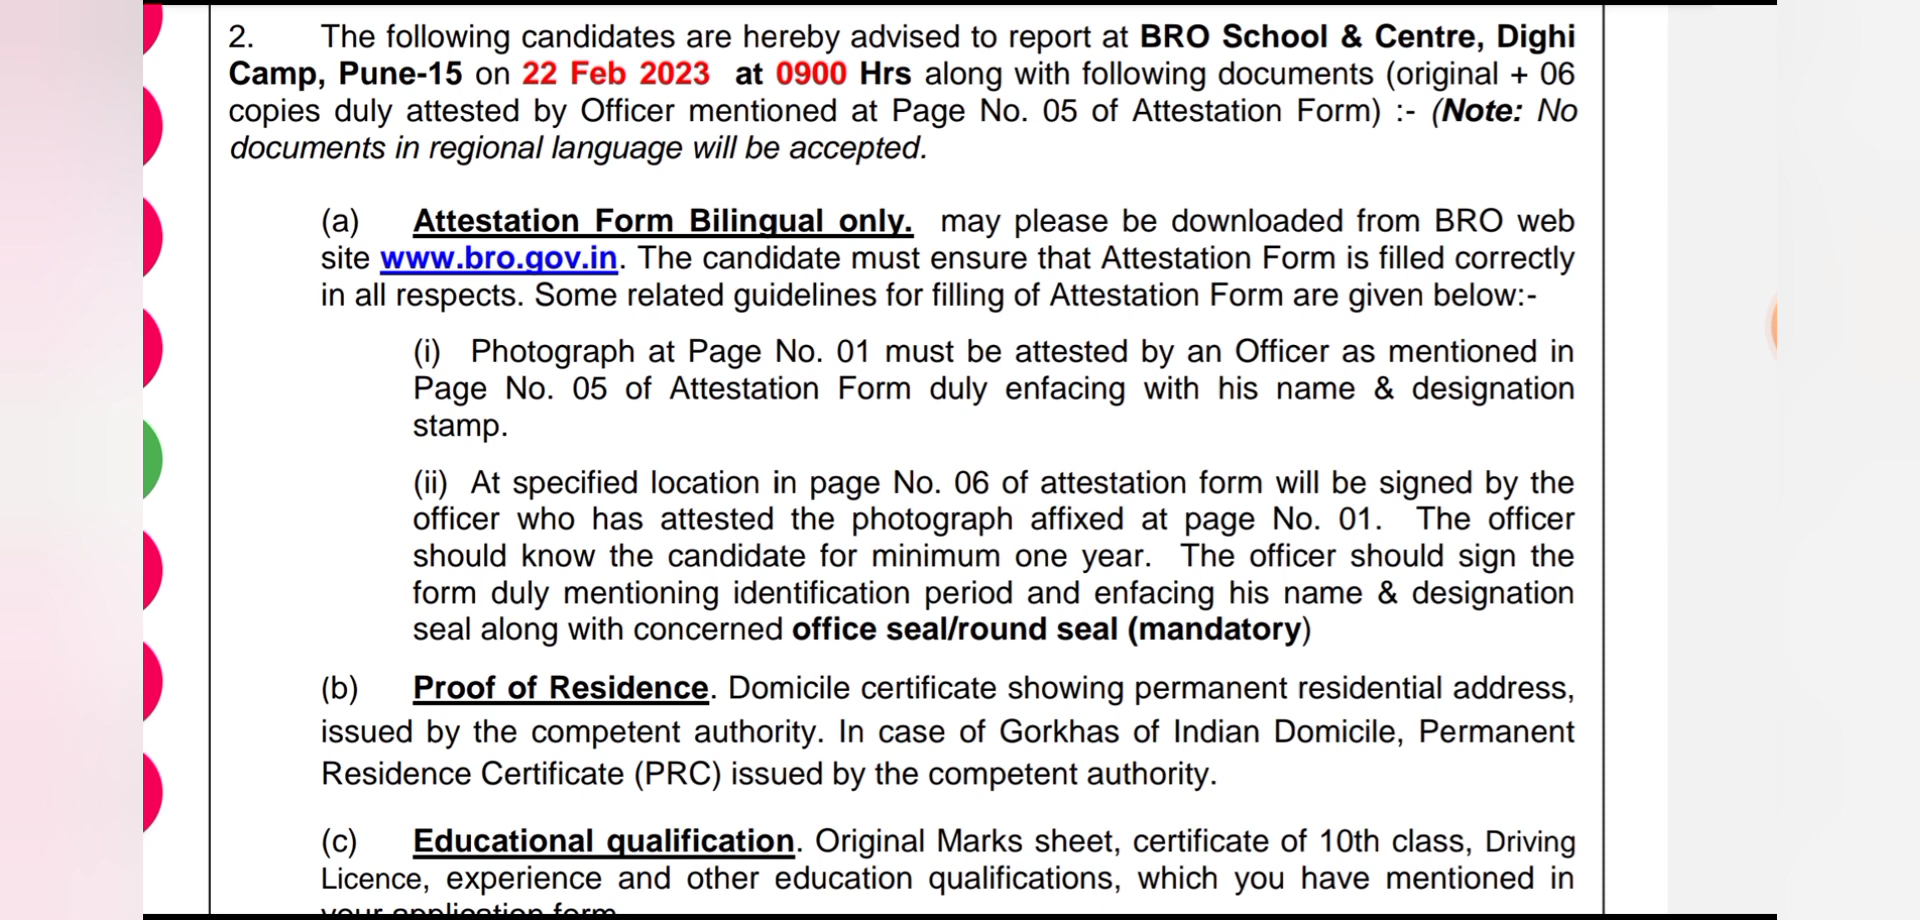 2. The following candidates are hereby advised to report at BRO School & Centre, Dighi
Camp, Pune-15 on 22 Feb 2023 at 0900 Hrs along with following documents (original + 06
copies duly attested by Officer mentioned at Page No. 05 of Attestation Form) :- (Note: No
documents in regional language will be accepted.
(a) Attestation Form Bilingual only. may please be downloaded from BRO web
site www.bro.gov.in. The candidate must ensure that Attestation Form is filled correctly
in all respects. Some related guidelines for filling of Attestation Form are given below:-
(i) Photograph at Page No. 01 must be attested by an Officer as mentioned in
Page No. 05 of Attestation Form duly enfacing with his name & designation
stamp.
(ii) At specified location in page No. 06 of attestation form will be signed by the
officer who has attested the photograph affixed at page No. 01. The officer
should know the candidate for minimum one year. The officer should sign the
form duly mentioning identification period and enfacing his name & designation
seal along with concerned office seal/round seal (mandatory)
(b) Proof of Residence. Domicile certificate showing permanent residential address,
issued by the competent authority. In case of Gorkhas of Indian Domicile, Permanent
Residence Certificate (PRC) issued by the competent authority.
(c) Educational qualification. Original Marks sheet, certificate of 10th class, Driving
Licence, experience and other education qualifications, which you have mentioned in
your application form